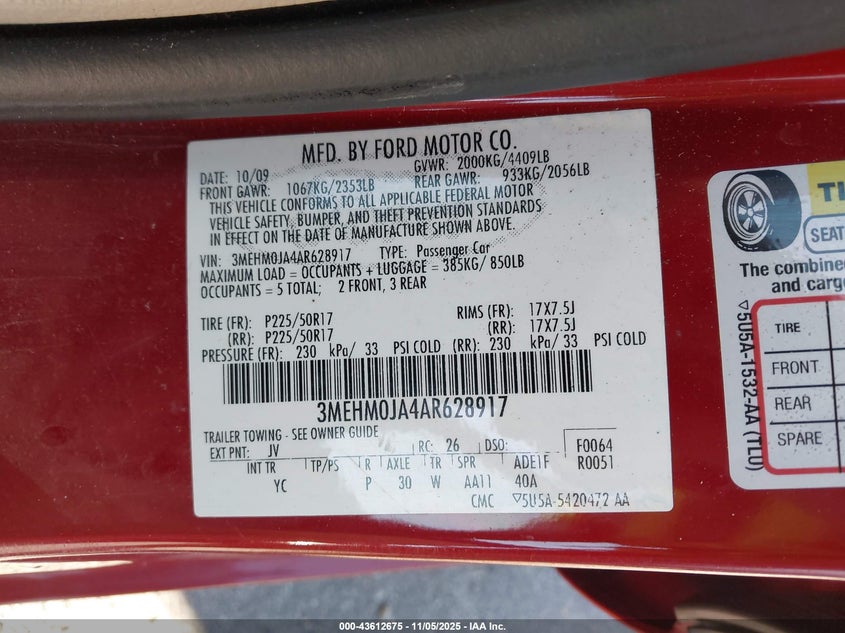 MFD. BY FORD MOTOR CO.
DATE: 10/09 GVWR: 2000KG/4409LB
FRONT GAWR: 1067KG/2353LB REAR GAWR: 933KG/2056LB
THIS VEHICLE CONFORMS TO ALL APPLICABLE FEDERAL MOTOR
VEHICLE SAFETY, BUMPER, AND THEFT PREVENTION STANDARDS
IN EFFECT ON THE DATE OF MANUFACTURE SHOWN ABOVE.
VIN: 3MEHM0JA4AR628917 TYPE: Passenger Car
MAXIMUM LOAD = OCCUPANTS + LUGGAGE = 385KG/ 850LB
OCCUPANTS = 5 TOTAL; 2 FRONT, 3 REAR
TIRE (FR): P225/50R17 RIMS (FR): 17X7.5J
(RR): P225/50R17 (RR): 17X7.5J
PRESSURE (FR): 230 kPa/ 33 PSI COLD (RR): 230 kPa/ 33 PSI COLD
3MEHM0JA4AR628917
TRAILER TOWING - SEE OWNER GUIDE
EXT PNT: JV RC: 26 DSO: F0064
INT TR TP/PS R AXLE TR SPR ADE1F R0051
YC P 30 W AA11 40A
CMC ▽5U5A-5420472 AA
TI
SEAT
The combine
and carg
TIRE
FRONT
REAR
SPARE
▽5U5A-1532-AA (TL0)
000-43612675 - 11/05/2025 - IAA Inc.